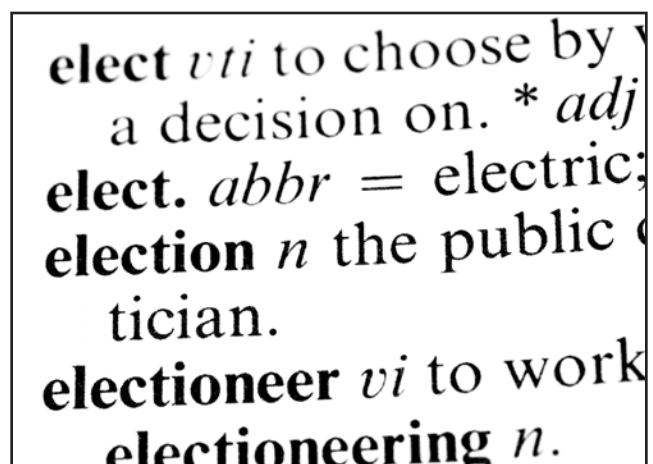 elect vti to choose by
a decision on. * adj
elect. abbr = electric;
election n the public
tician.
electioneer vi to work
electioneering n.